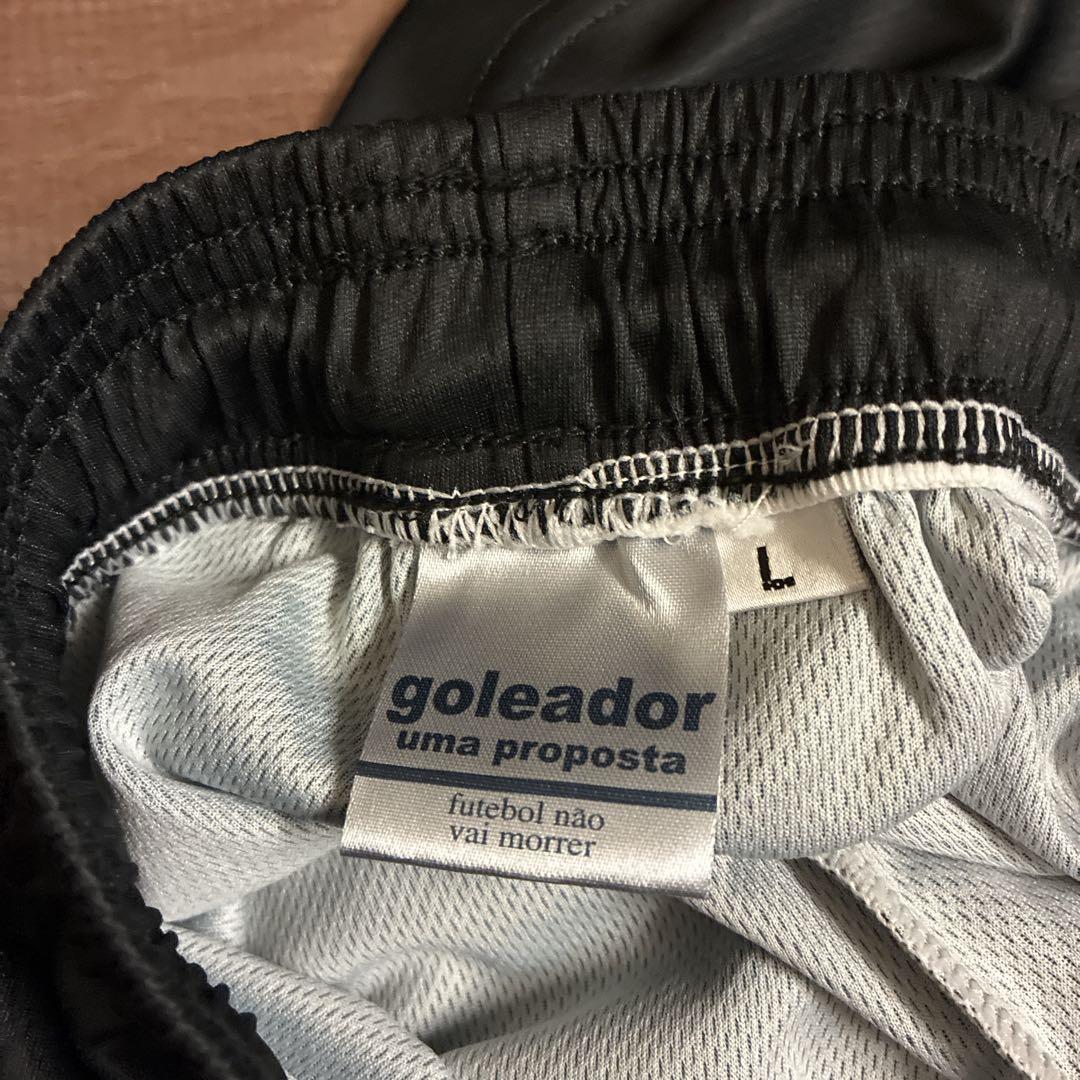 L
goleador
uma proposta
futebol não
vai morrer